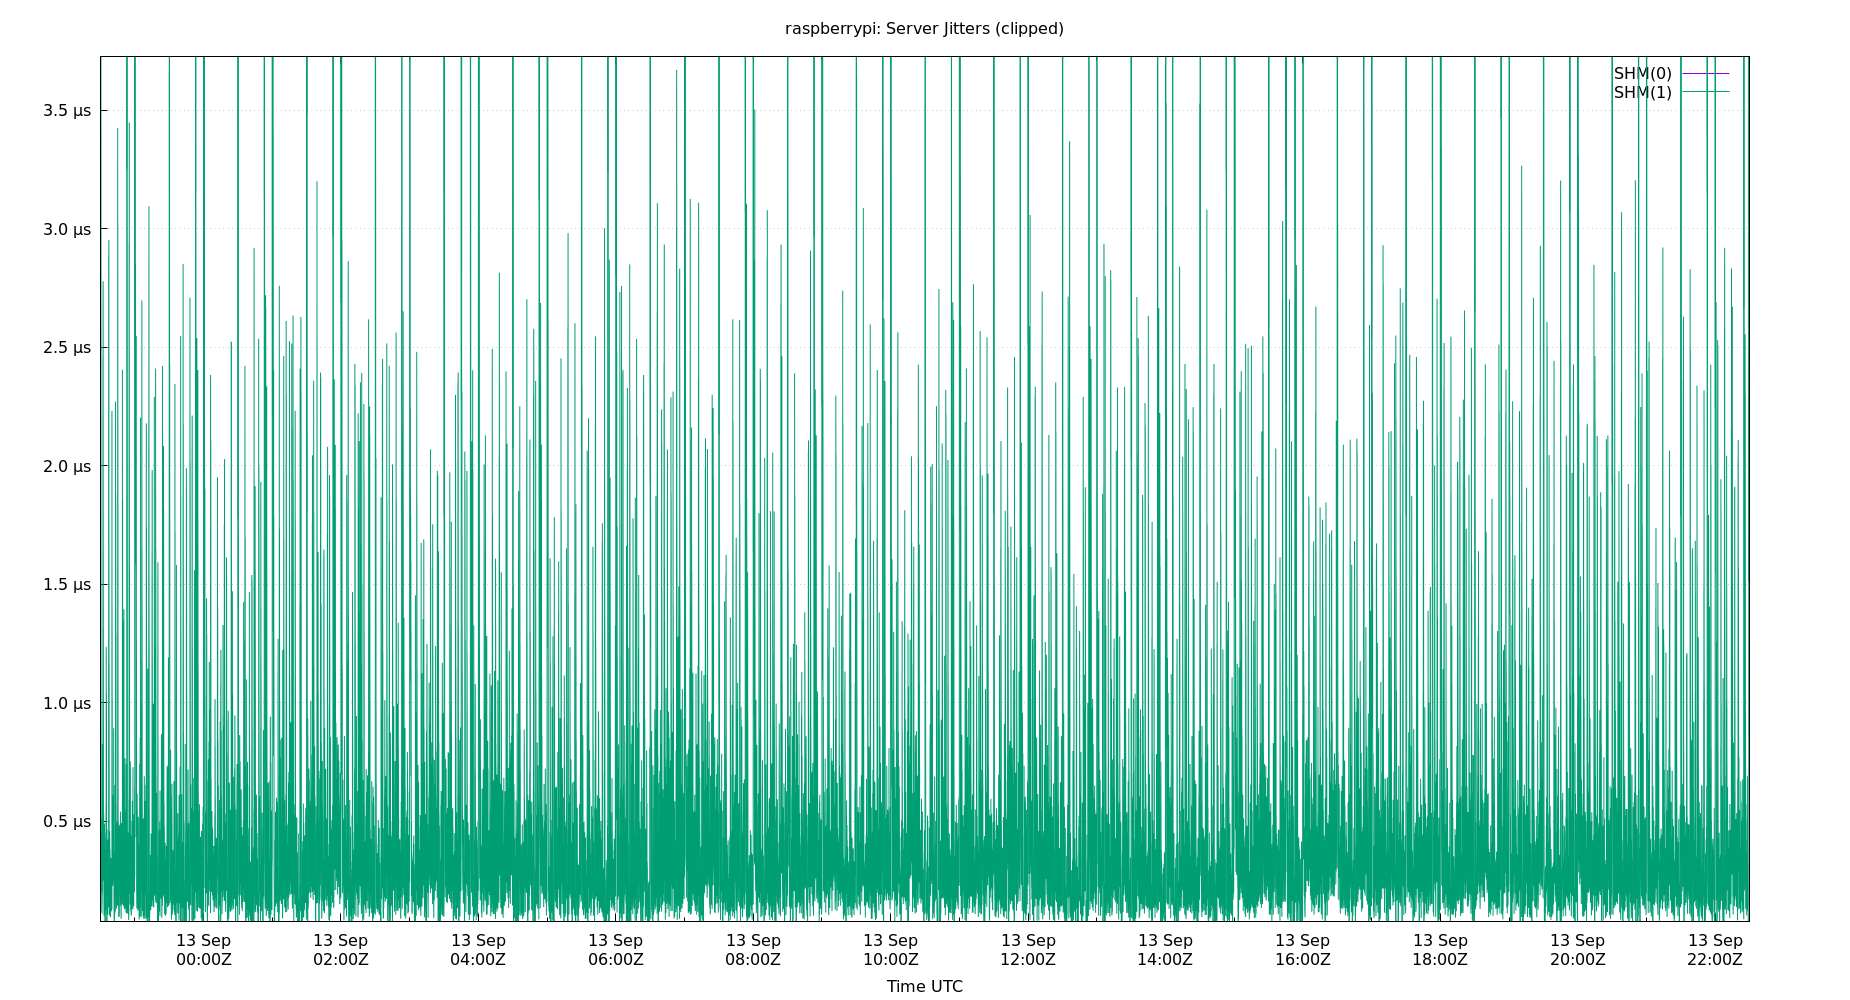 raspberrypi: Server Jitters (clipped)
SHM(0)
SHM(1)
3.5 µs
3.0 µs
2.5 µs
2.0 µs
1.5 µs
1.0 µs
0.5 µs
13 Sep 13 Sep 13 Sep 13 Sep 13 Sep 13 Sep 13 Sep 13 Sep 13 Sep 13 Sep 13 Sep 13 Sep
00:00Z 02:00Z 04:00Z 06:00Z 08:00Z 10:00Z 12:00Z 14:00Z 16:00Z 18:00Z 20:00Z 22:00Z
Time UTC